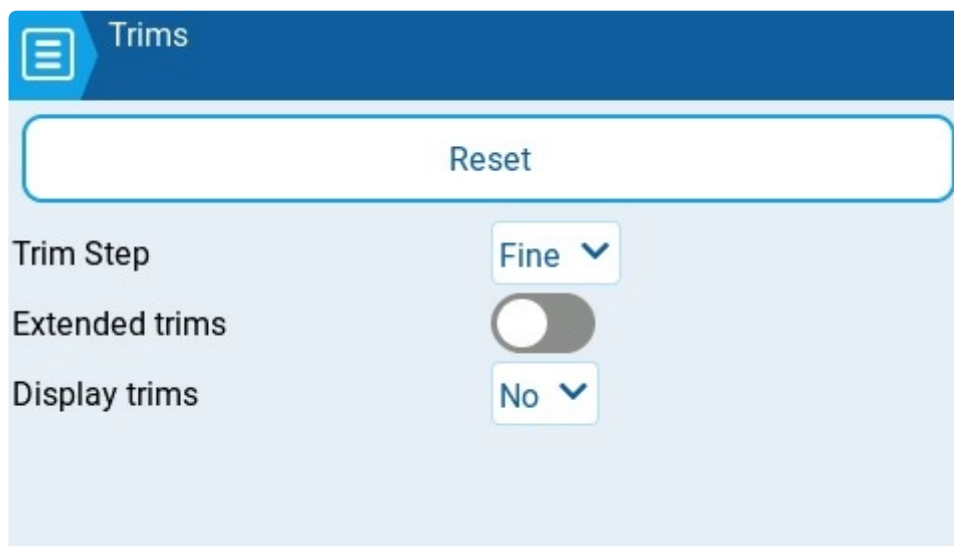 Trims
Reset
Trim Step Fine
Extended trims
Display trims No